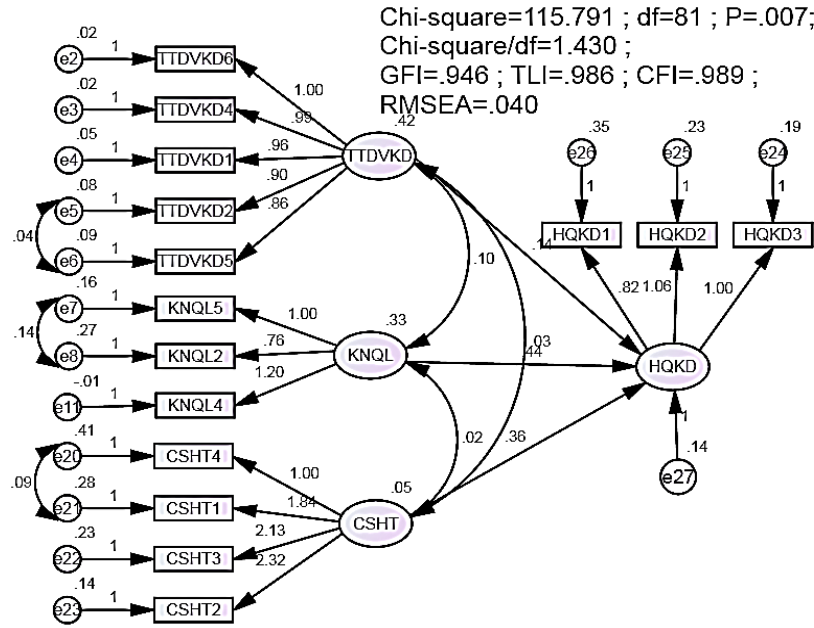 Chi-square=115.791 ; df=81 ; P=.007;
Chi-square/df=1.430 ;
GFI=.946 ; TLI=.986 ; CFI=.989 ;
RMSEA=.040
.02
e2 1 TTDVKD6
.02
e3 1 TTDVKD4
.05
e4 1 TTDVKD1
.08
e5 1 TTDVKD2
.04
.09
e6 1 TTDVKD5
1.00
.99
.96
.90
.86
.42
TTDVKD
.16
e7 1 KNQL5
.14
.27
e8 1 KNQL2
-.01
e11 1 KNQL4
1.00
.76
1.20
.33
KNQL
.41
e20 1 CSHT4
.09
.28
e21 1 CSHT1
.23
e22 1 CSHT3
.14
e23 1 CSHT2
1.00
1.84
2.13
2.32
.05
CSHT
.10
.03
.02
.14
.44
.36
.35 .23 .19
e26 e25 e24
1 1 1
HQKD1 HQKD2 HQKD3
.82 1.06 1.00
HQKD
1
.14
e27